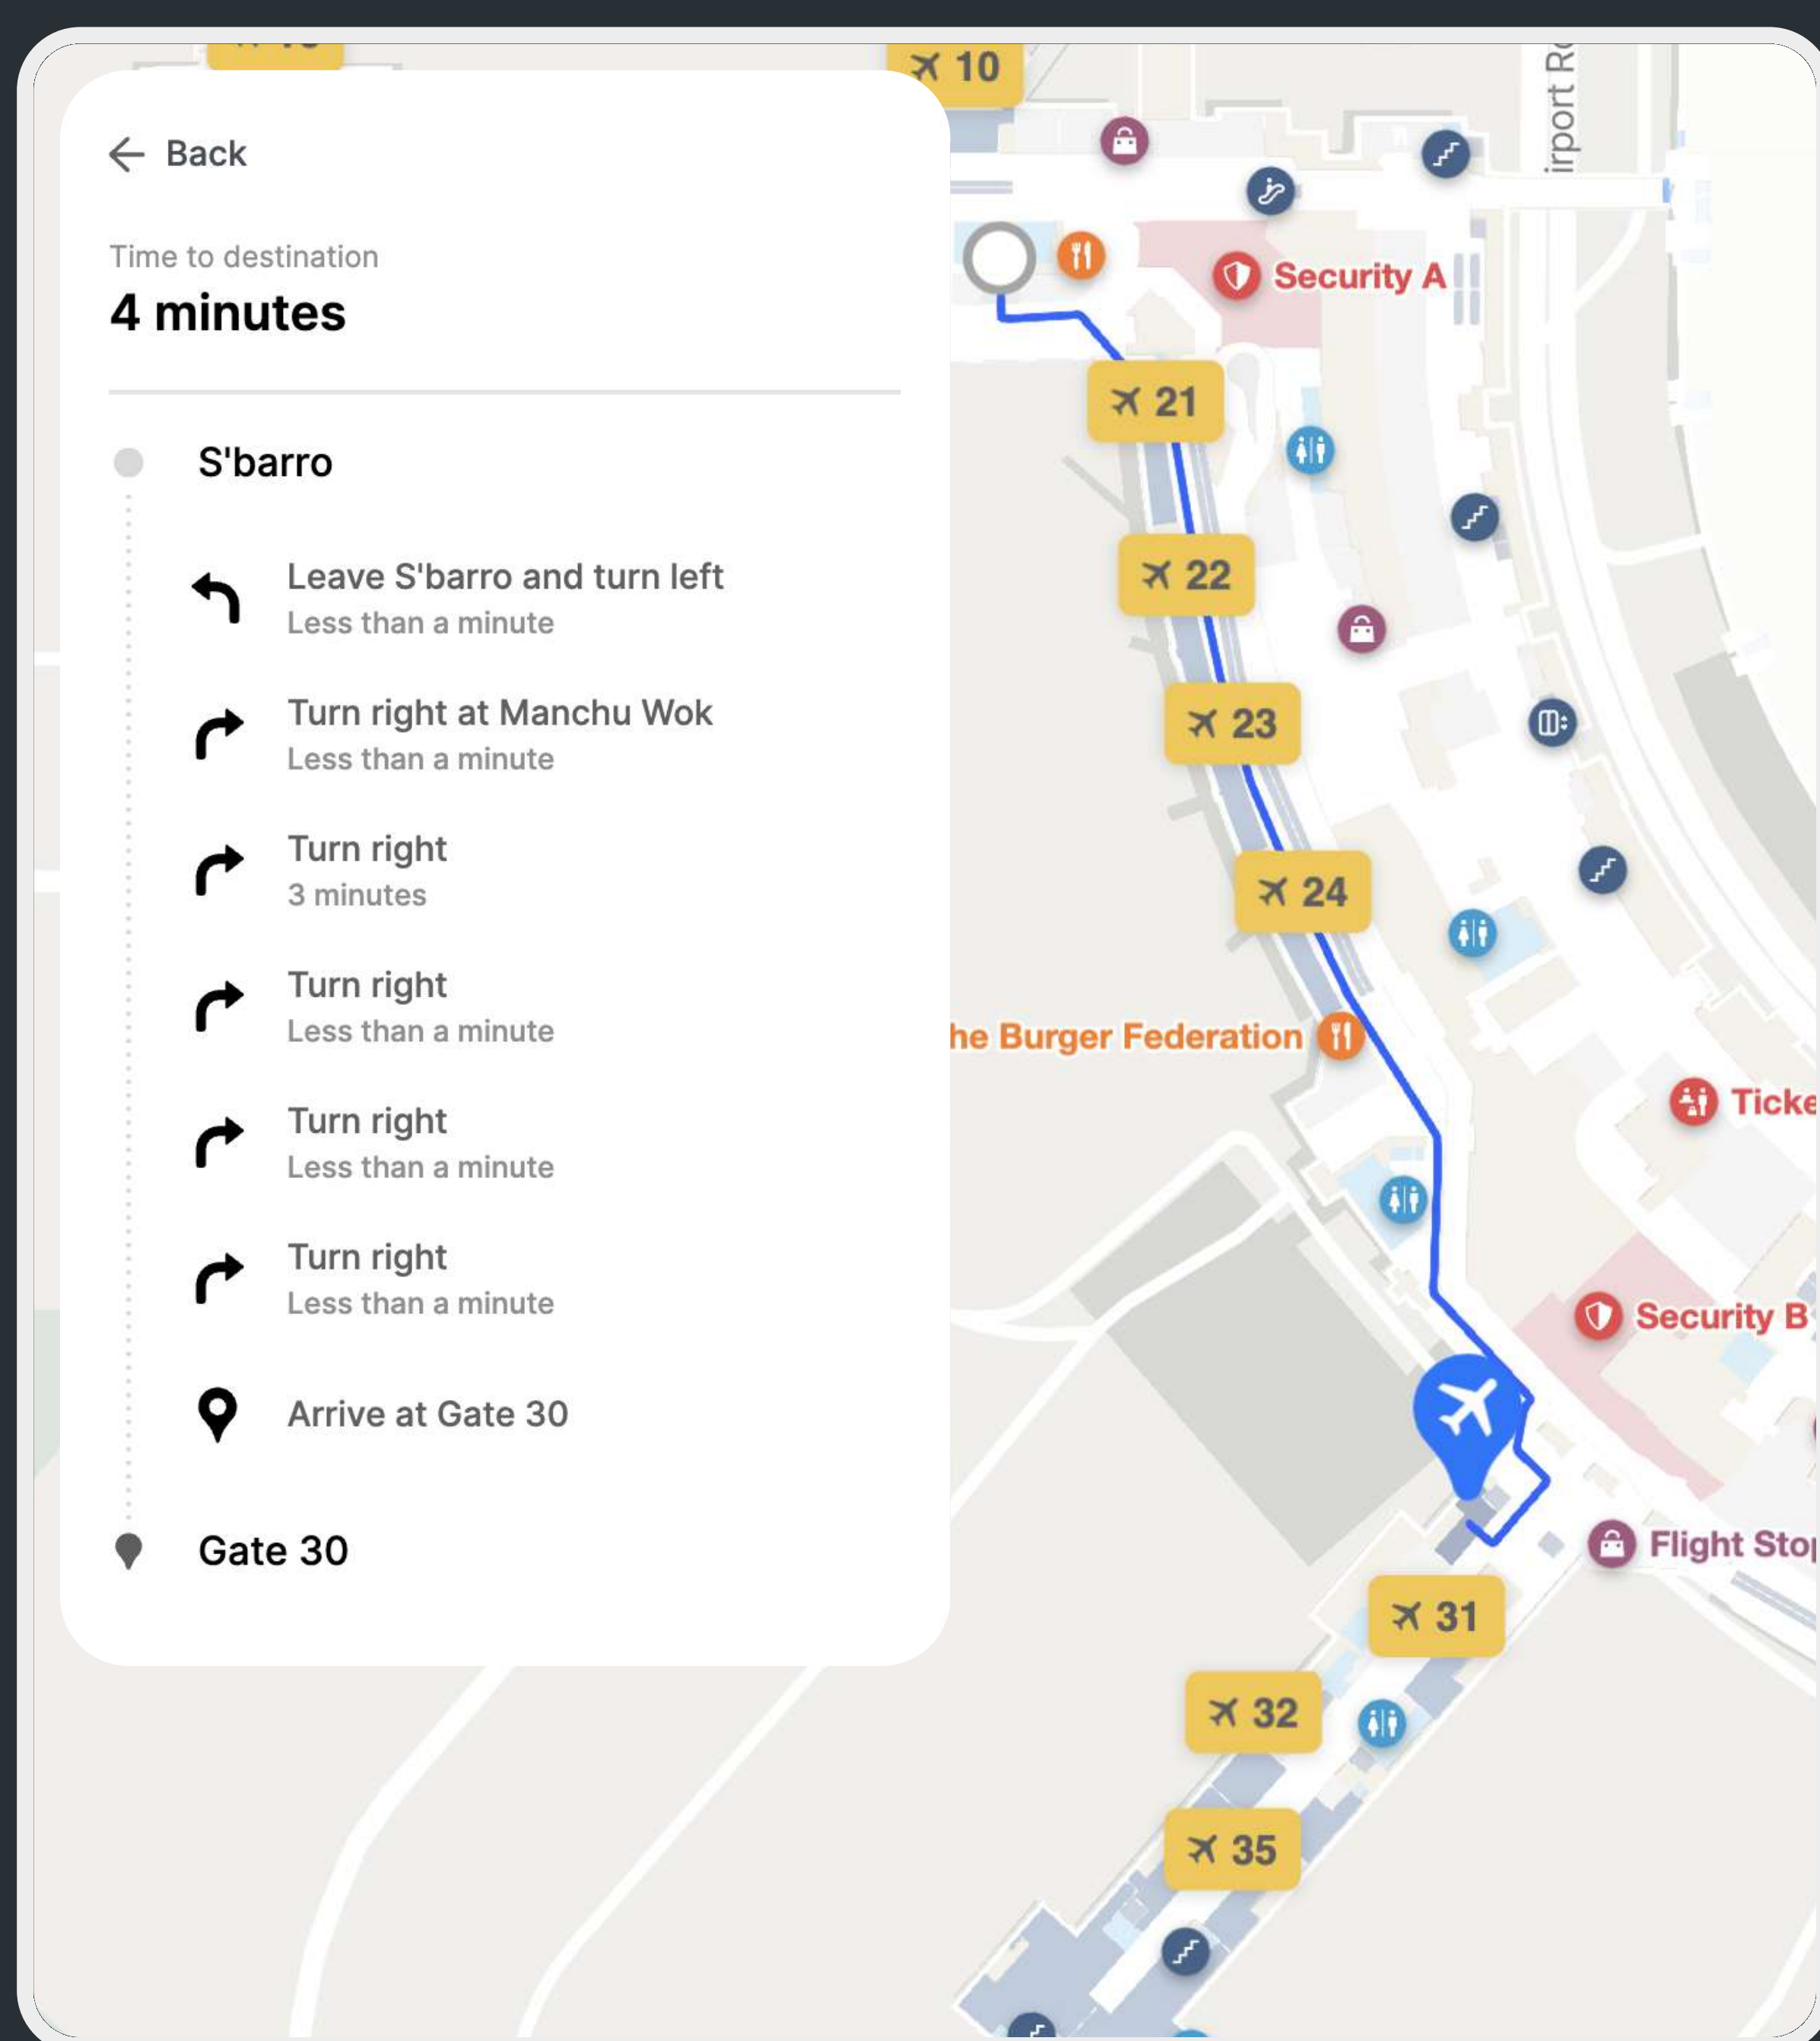 Back
Time to destination
4 minutes
S'barro
Leave S'barro and turn left
Less than a minute
Turn right at Manchu Wok
Less than a minute
Turn right
3 minutes
Turn right
Less than a minute
Turn right
Less than a minute
Turn right
Less than a minute
Arrive at Gate 30
Gate 30
10
irport
Security A
21
22
23
24
he Burger Federation
Ticke
Security B
Flight Sto
31
32
35